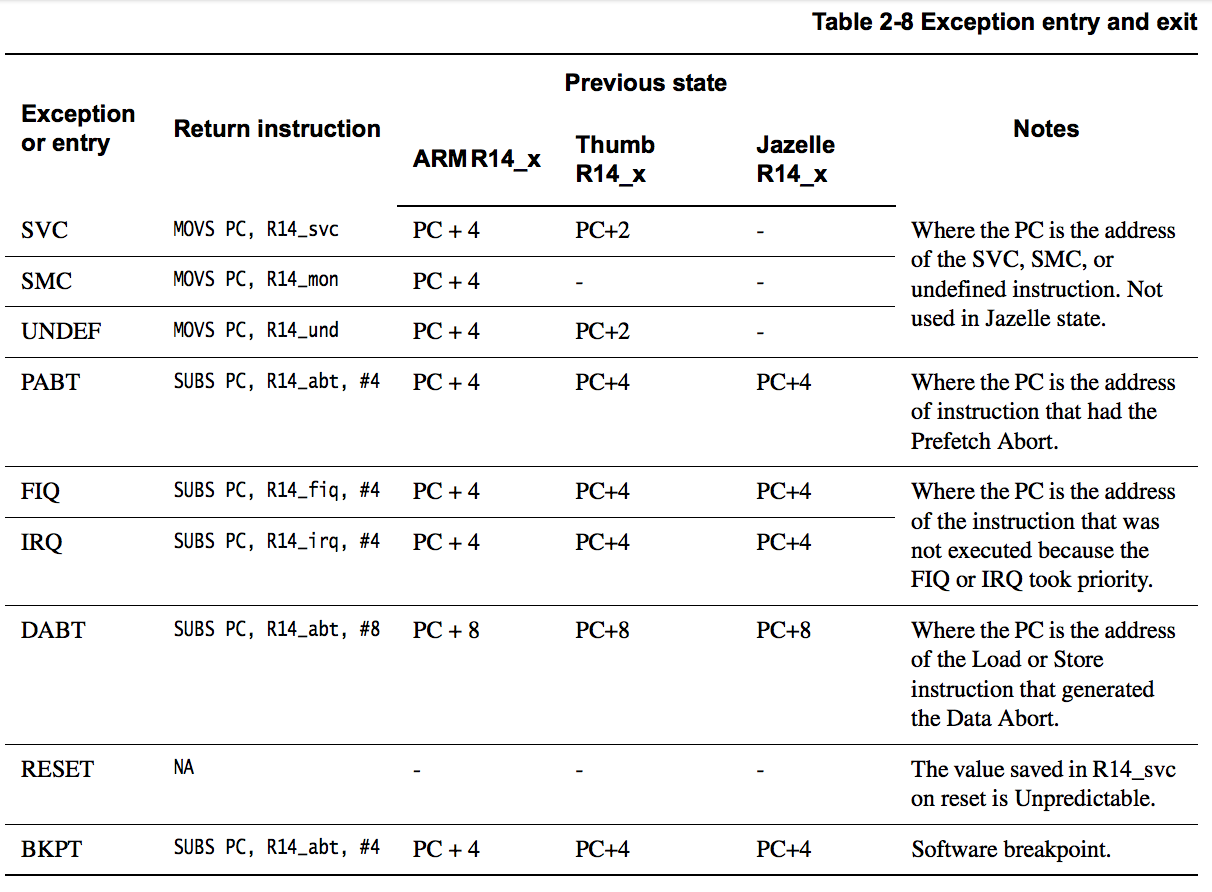 Table 2-8 Exception entry and exit
Previous state
Exception
or entry
Return instruction
ARM R14_x
Thumb
R14_x
Jazelle
R14_x
Notes
SVC MOVS PC, R14_svc PC + 4 PC+2 - Where the PC is the address
of the SVC, SMC, or
SMC MOVS PC, R14_mon PC + 4 - - undefined instruction. Not
used in Jazelle state.
UNDEF MOVS PC, R14_und PC + 4 PC+2 -
PABT SUBS PC, R14_abt, #4 PC + 4 PC+4 PC+4 Where the PC is the address
of instruction that had the
Prefetch Abort.
FIQ SUBS PC, R14_fiq, #4 PC + 4 PC+4 PC+4 Where the PC is the address
of the instruction that was
IRQ SUBS PC, R14_irq, #4 PC + 4 PC+4 PC+4 not executed because the
FIQ or IRQ took priority.
DABT SUBS PC, R14_abt, #8 PC + 8 PC+8 PC+8 Where the PC is the address
of the Load or Store
instruction that generated
the Data Abort.
RESET NA - - - The value saved in R14_svc
on reset is Unpredictable.
BKPT SUBS PC, R14_abt, #4 PC + 4 PC+4 PC+4 Software breakpoint.